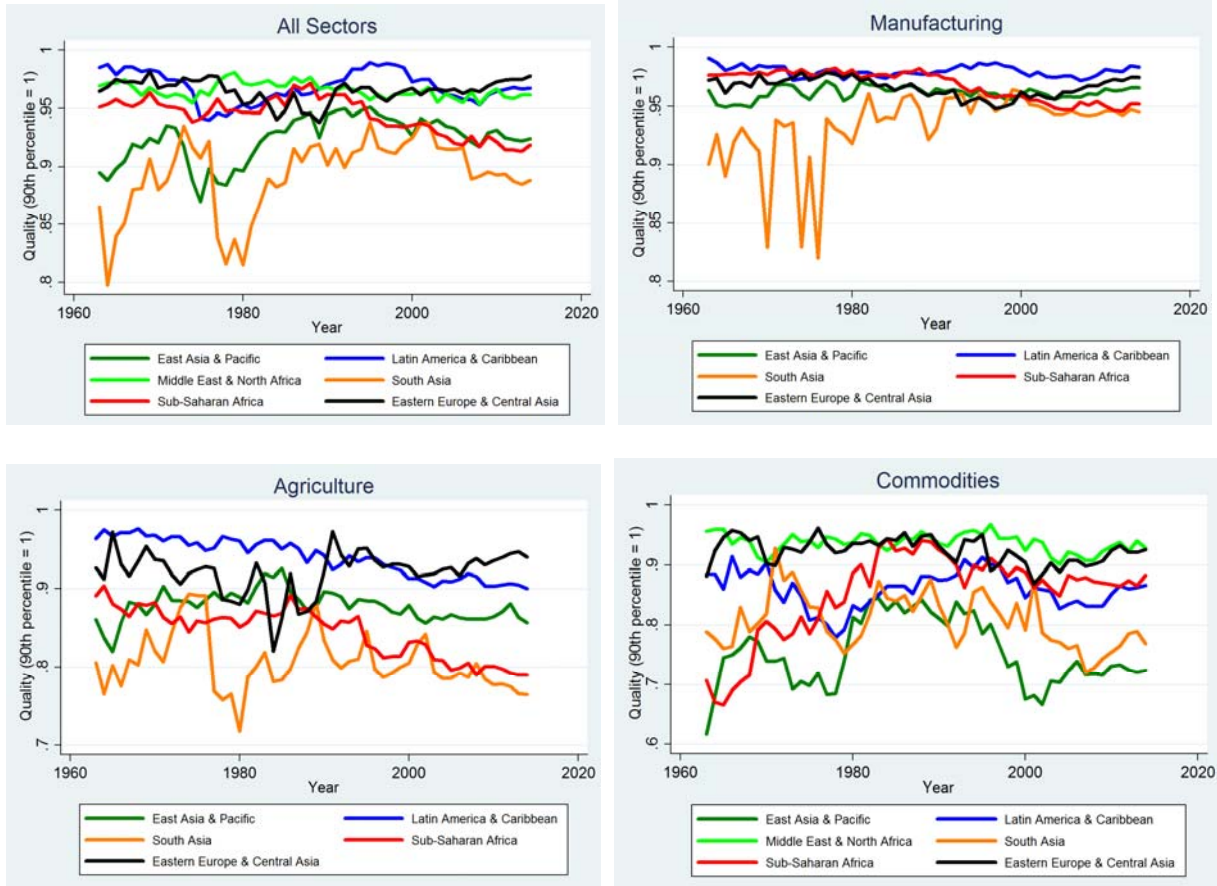 All Sectors
Quality (90th percentile = 1)
1
.95
.9
.85
.8
1960
1980
2000
2020
Year
East Asia & Pacific
Latin America & Caribbean
Middle East & North Africa
South Asia
Sub-Saharan Africa
Eastern Europe & Central Asia
Manufacturing
Quality (90th percentile = 1)
1
.95
.9
.85
.8
1960
1980
2000
2020
Year
East Asia & Pacific
Latin America & Caribbean
South Asia
Sub-Saharan Africa
Eastern Europe & Central Asia
Agriculture
Quality (90th percentile = 1)
1
.9
.8
.7
1960
1980
2000
2020
Year
East Asia & Pacific
Latin America & Caribbean
South Asia
Sub-Saharan Africa
Eastern Europe & Central Asia
Commodities
Quality (90th percentile = 1)
1
.9
.8
.7
.6
1960
1980
2000
2020
Year
East Asia & Pacific
Latin America & Caribbean
Middle East & North Africa
South Asia
Sub-Saharan Africa
Eastern Europe & Central Asia